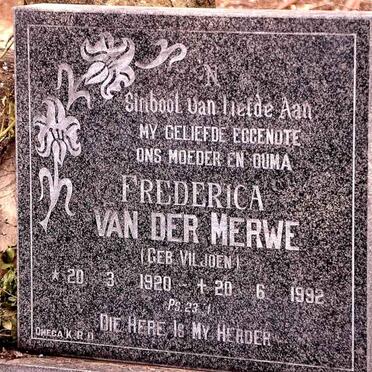 'N
Simbool van Liefde Aan
MY GELIEFDE EGGENOTE
ONS MOEDER EN OUMA
FREDERICA
VAN DER MERWE
(GEB VILJOEN)
* 20 3 1920 - + 20 6 1992
Ps. 23:1
DIE HERE IS MY HERDER
OMEGA K.R.D.